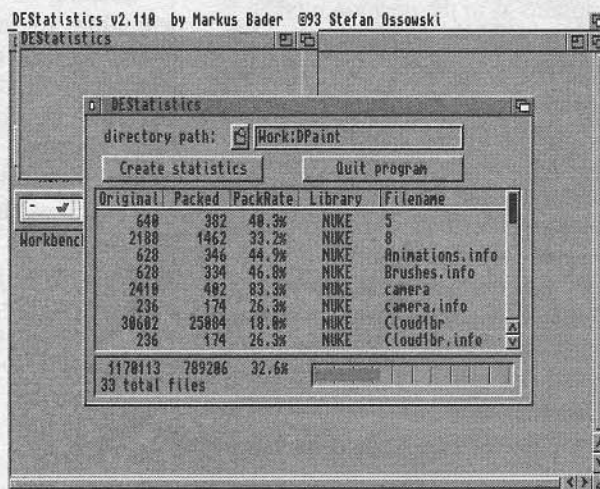 DEStatistics v2.110 by Markus Bader ©93 Stefan Ossowski
DEStatistics
DEStatistics
directory path: Work:DPaint
Create statistics Quit program
Original Packed PackRate Library Filename
640 382 40.3% NUKE 5
2188 1462 33.2% NUKE 8
628 346 44.9% NUKE Animations.info
628 334 46.8% NUKE Brushes.info
2410 402 83.3% NUKE camera
236 174 26.3% NUKE camera.info
30602 25084 18.0% NUKE Cloud1br
236 174 26.3% NUKE Cloud1br.info
Workbencl
1170113 789206 32.6%
33 total files